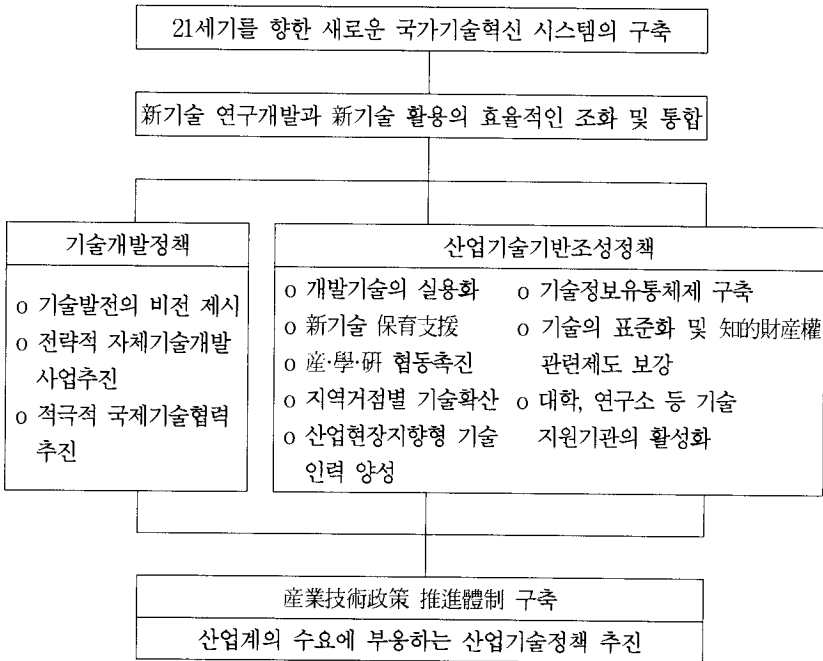 21세기를 향한 새로운 국가기술혁신 시스템의 구축
新기술 연구개발과 新기술 활용의 효율적인 조화 및 통합
기술개발정책
o 기술발전의 비전 제시
o 전략적 자체기술개발
사업추진
o 적극적 국제기술협력
추진
산업기술기반조성정책
o 개발기술의 실용화
o 新기술 保育支援
o 産·學·硏 협동촉진
o 지역거점별 기술확산
o 산업현장지향형 기술
인력 양성
o 기술정보유통체제 구축
o 기술의 표준화 및 知的財産權
관련제도 보강
o 대학, 연구소 등 기술
지원기관의 활성화
産業技術政策 推進體制 구축
산업계의 수요에 부응하는 산업기술정책 추진